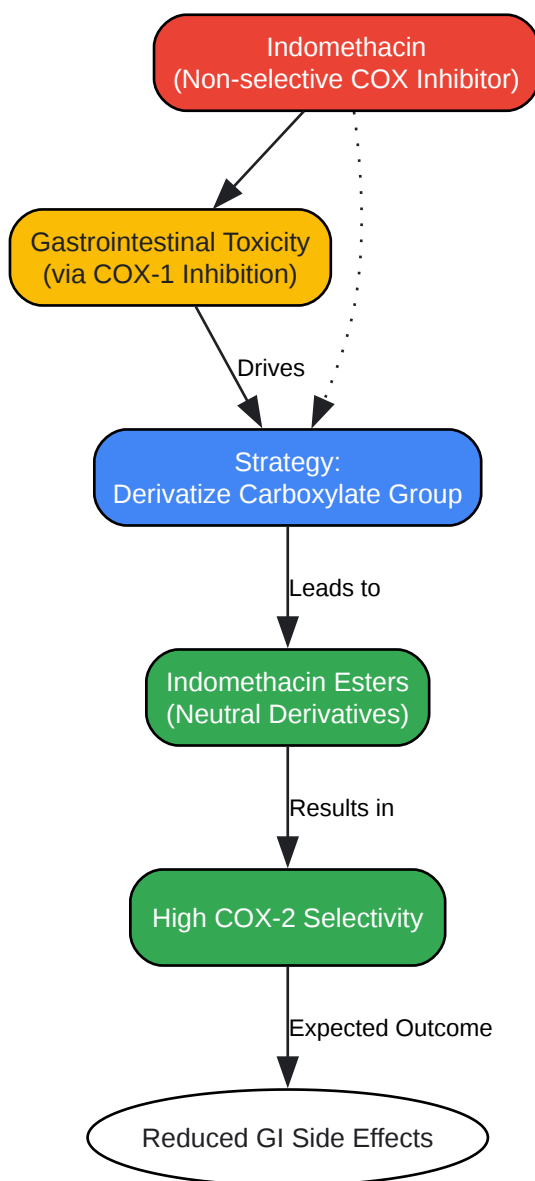 Indomethacin
(Non-selective COX Inhibitor)
Gastrointestinal Toxicity
(via COX-1 Inhibition)
Drives
Strategy:
Derivatize Carboxylate Group
Leads to
Indomethacin Esters
(Neutral Derivatives)
Results in
High COX-2 Selectivity
Expected Outcome
Reduced GI Side Effects